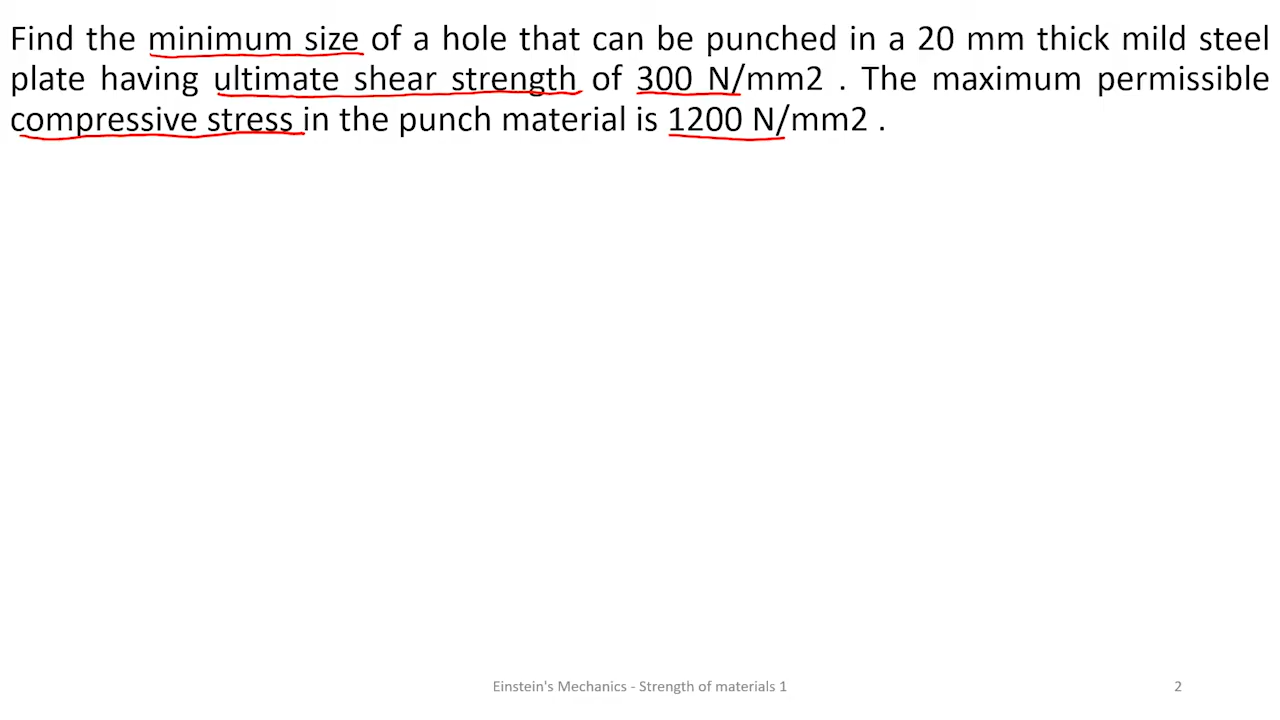 Find the minimum size of a hole that can be punched in a 20 mm thick mild steel
plate having ultimate shear strength of 300 N/mm2 . The maximum permissible
compressive stress in the punch material is 1200 N/mm2 .
Einstein's Mechanics - Strength of materials 1
2